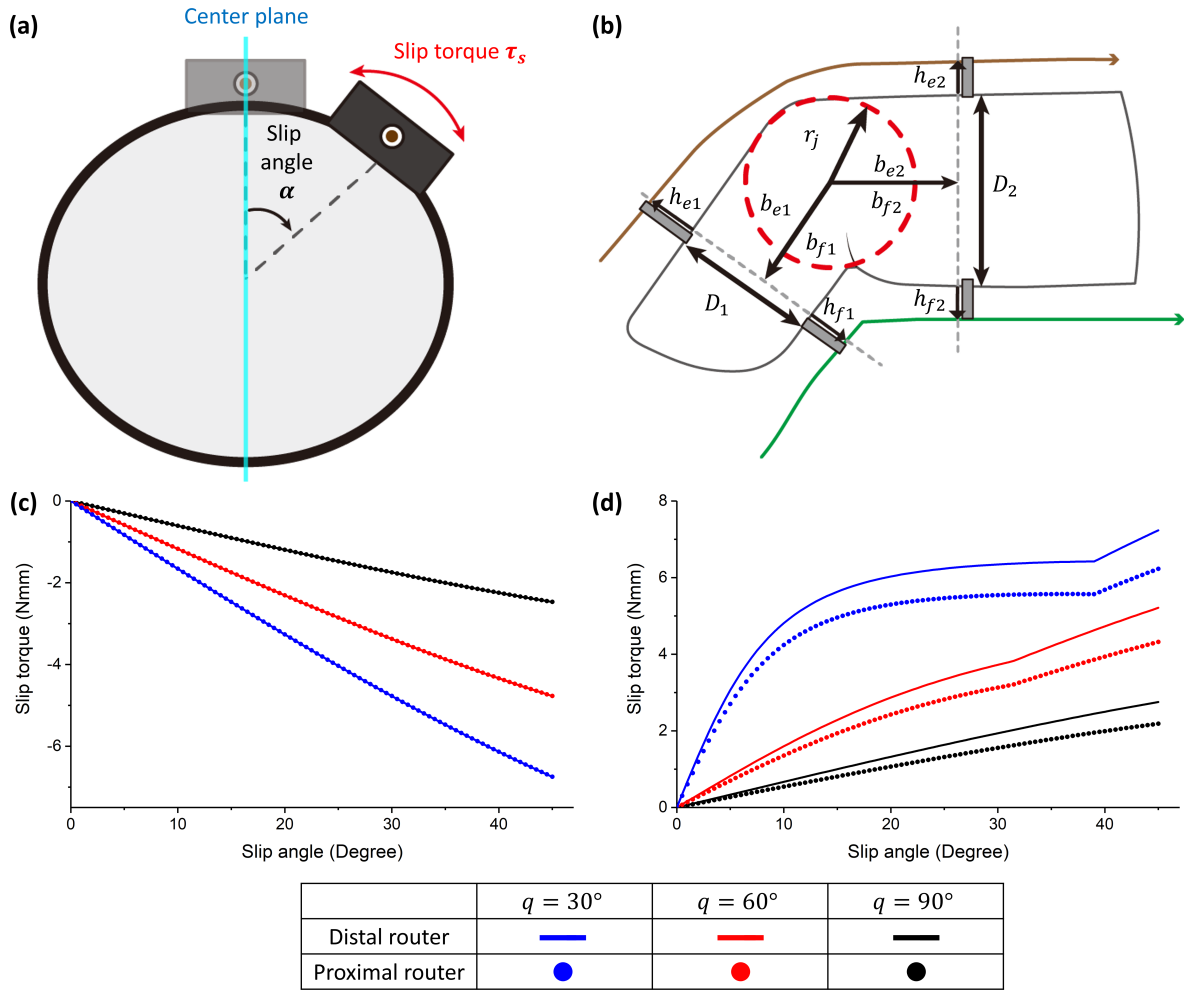 (a)
Center plane
Slip torque τs
Slip
angle
α
(b)
he2
rj
be2
bf2
D2
he1
be1
bf1
D1
hf1
hf2
(c)
0
-2
-4
-6
Slip torque (Nmm)
0 10 20 30 40
Slip angle (Degree)
(d)
8
6
4
2
0
Slip torque (Nmm)
0 10 20 30 40
Slip angle (Degree)
q = 30° q = 60° q = 90°
Distal router
Proximal router